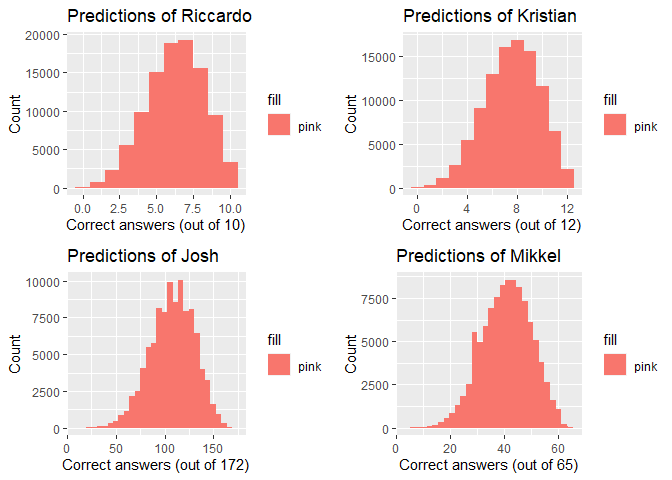 Predictions of Riccardo
20000
15000
10000
5000
0
Count
0.0 2.5 5.0 7.5 10.0
Correct answers (out of 10)
fill
pink
Predictions of Kristian
15000
10000
5000
0
Count
0 4 8 12
Correct answers (out of 12)
fill
pink
Predictions of Josh
10000
7500
5000
2500
0
Count
0 50 100 150
Correct answers (out of 172)
fill
pink
Predictions of Mikkel
7500
5000
2500
0
Count
0 20 40 60
Correct answers (out of 65)
fill
pink